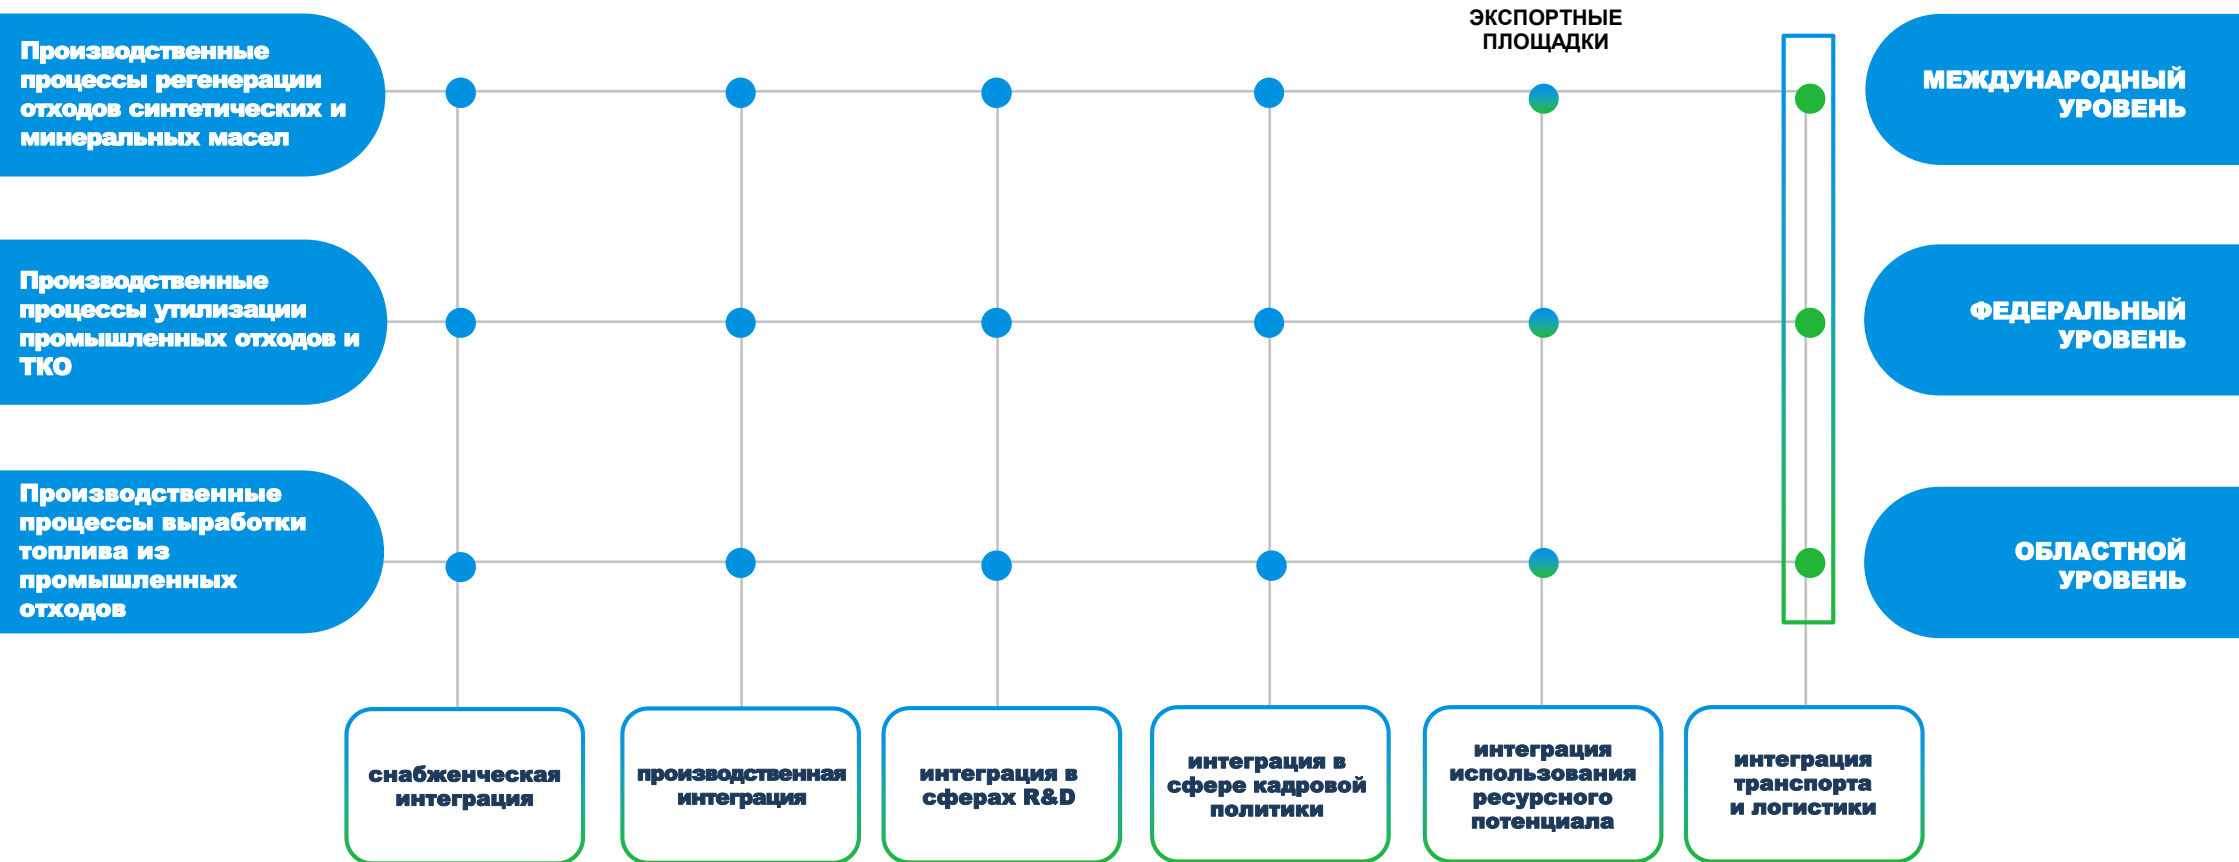 ЭКСПОРТНЫЕ
ПЛОЩАДКИ
Производственные
процессы регенерации
отходов синтетических и
минеральных масел
МЕЖДУНАРОДНЫЙ
УРОВЕНЬ
Производственные
процессы утилизации
промышленных отходов и
ТКО
ФЕДЕРАЛЬНЫЙ
УРОВЕНЬ
Производственные
процессы выработки
топлива из
промышленных
отходов
ОБЛАСТНОЙ
УРОВЕНЬ
снабженческая
интеграция
производственная
интеграция
интеграция в
сферах R&D
интеграция в
сфере кадровой
политики
интеграция
использования
ресурсного
потенциала
интеграция
транспорта
и логистики